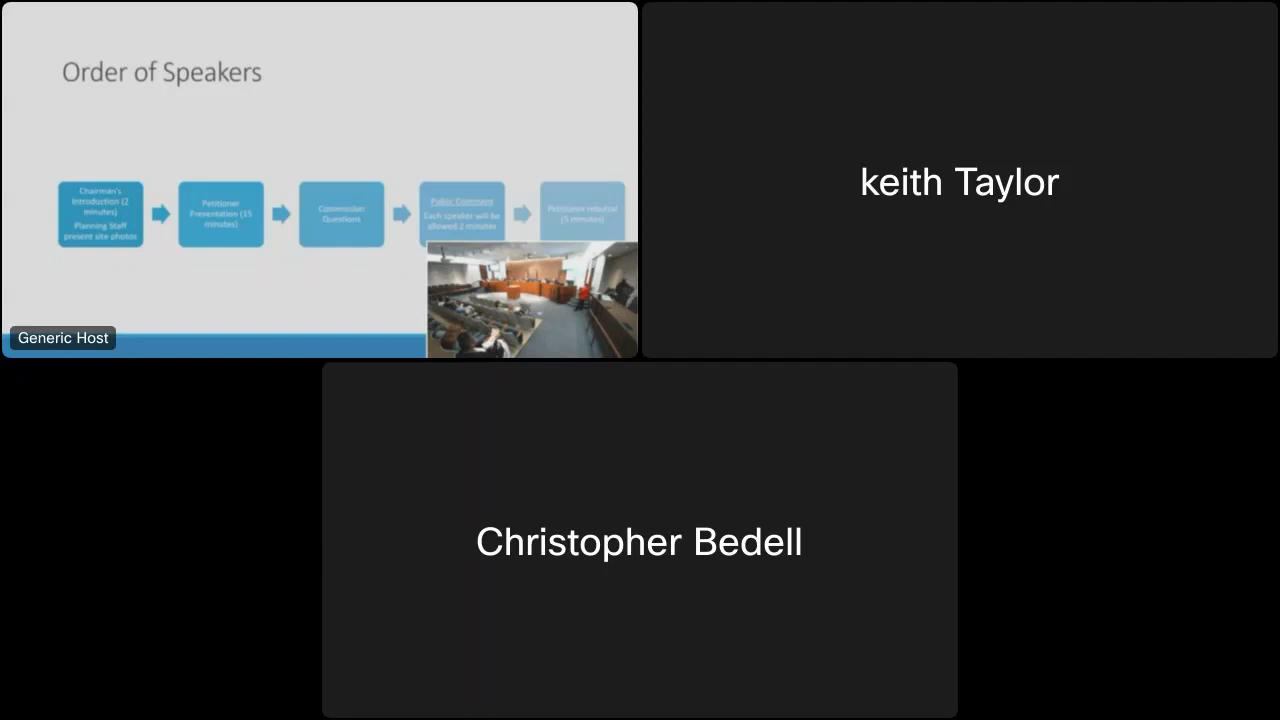 Order of Speakers
Chairman's
Introduction (2
minutes)
Planning Staff
present site photos
Petitioner
Presentation (15
minutes)
Commission
Questions
Public Comment
Each speaker will be
allowed 2 minutes
Petitioner rebuttal
(5 minutes)
Generic Host
keith Taylor
Christopher Bedell